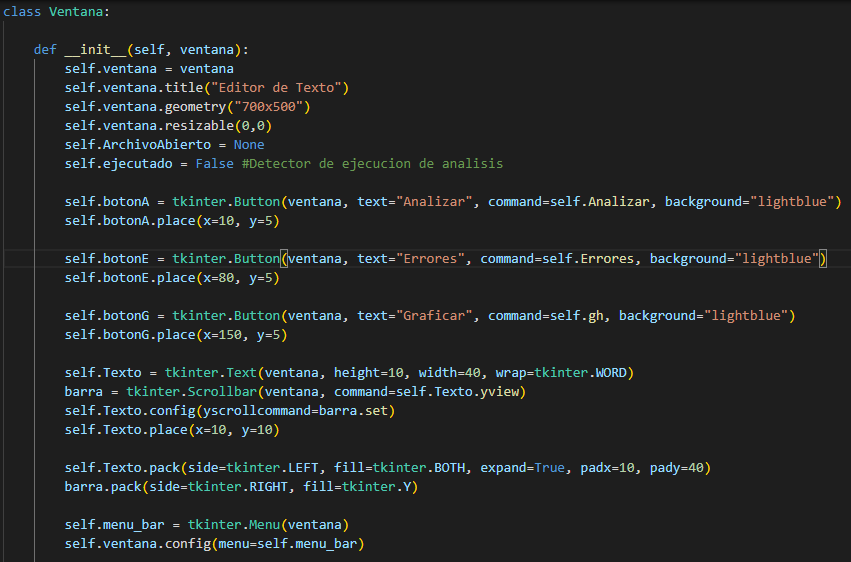 class Ventana:
def __init__(self, ventana):
self.ventana = ventana
self.ventana.title("Editor de Texto")
self.ventana.geometry("700x500")
self.ventana.resizable(0,0)
self.ArchivoAbierto = None
self.ejecutado = False #Detector de ejecucion de analisis
self.botonA = tkinter.Button(ventana, text="Analizar", command=self.Analizar, background="lightblue")
self.botonA.place(x=10, y=5)
self.botonE = tkinter.Button(ventana, text="Errores", command=self.Errores, background="lightblue")
self.botonE.place(x=80, y=5)
self.botonG = tkinter.Button(ventana, text="Graficar", command=self.gh, background="lightblue")
self.botonG.place(x=150, y=5)
self.Texto = tkinter.Text(ventana, height=10, width=40, wrap=tkinter.WORD)
barra = tkinter.Scrollbar(ventana, command=self.Texto.yview)
self.Texto.config(yscrollcommand=barra.set)
self.Texto.place(x=10, y=10)
self.Texto.pack(side=tkinter.LEFT, fill=tkinter.BOTH, expand=True, padx=10, pady=40)
barra.pack(side=tkinter.RIGHT, fill=tkinter.Y)
self.menu_bar = tkinter.Menu(ventana)
self.ventana.config(menu=self.menu_bar)